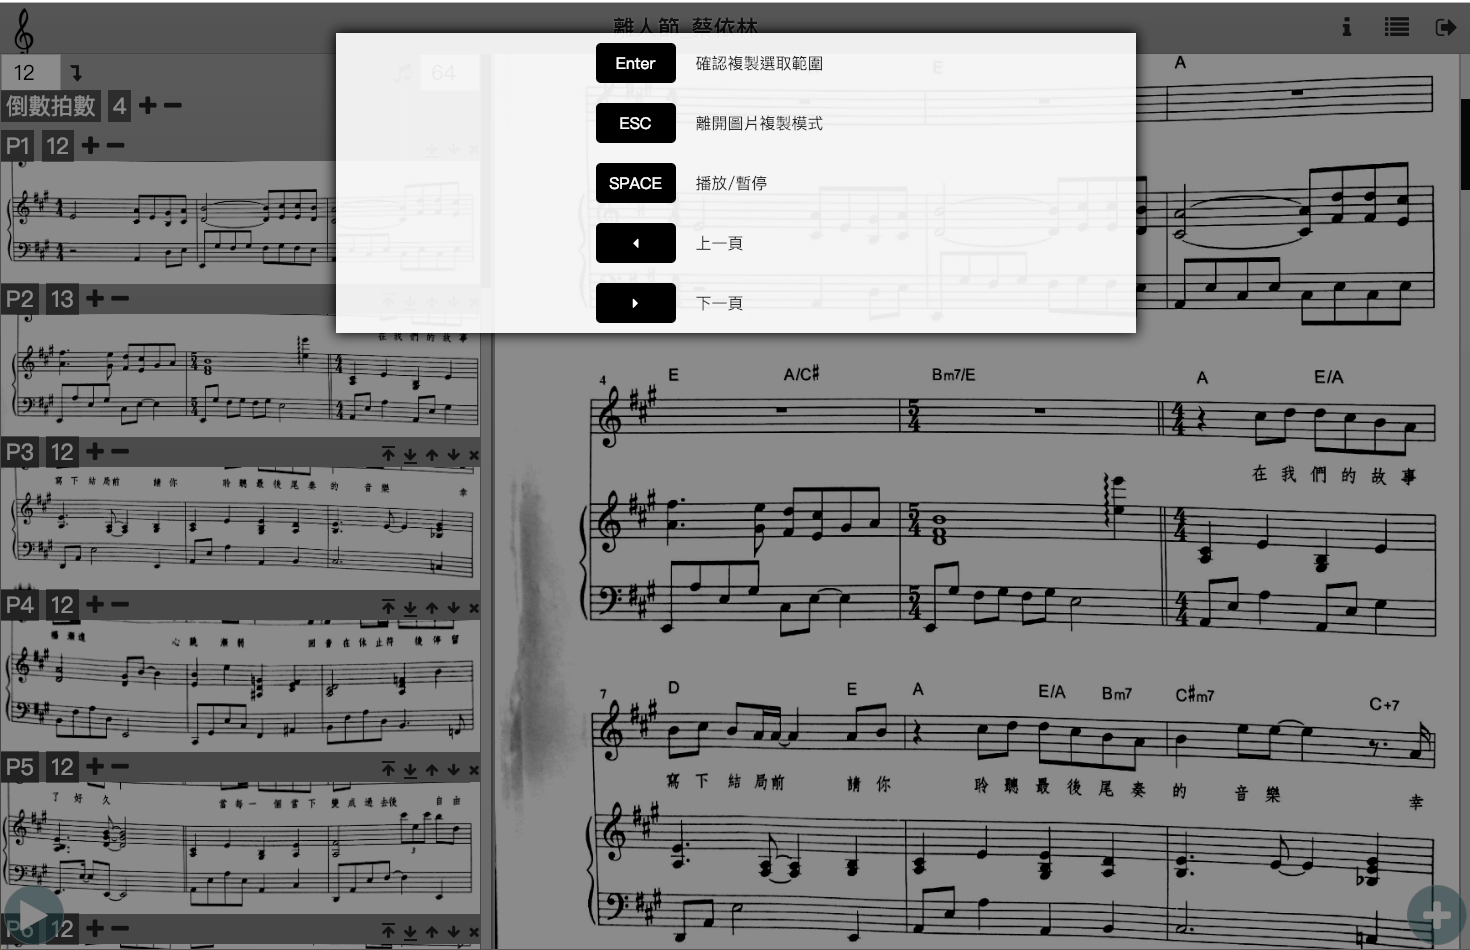 離人節_蔡依林
12
64
倒數拍數 4
P1 12
P2 13
在 我 們 的 故 事
P3 12
寫 下 結 局 前 請 你 聆 聽 最 後 尾 奏 的 音 樂 幸
P4 12
心 跳 漸 弱 回 音 在 休 止 符 後 停 留
P5 12
了 好 久 當 每 一 個 當 下 變 成 過 去 後 自 由
3
P6 12
Enter 確認複製選取範圍
ESC 離開圖片複製模式
SPACE 播放/暫停
上一頁
下一頁
E A
4 E A/C# Bm7/E A E/A
5 4 4 4
在 我 們 的 故 事
7 D E A E/A Bm7 C#m7 C+7
寫 下 結 局 前 請 你 聆 聽 最 後 尾 奏 的 音 樂 幸